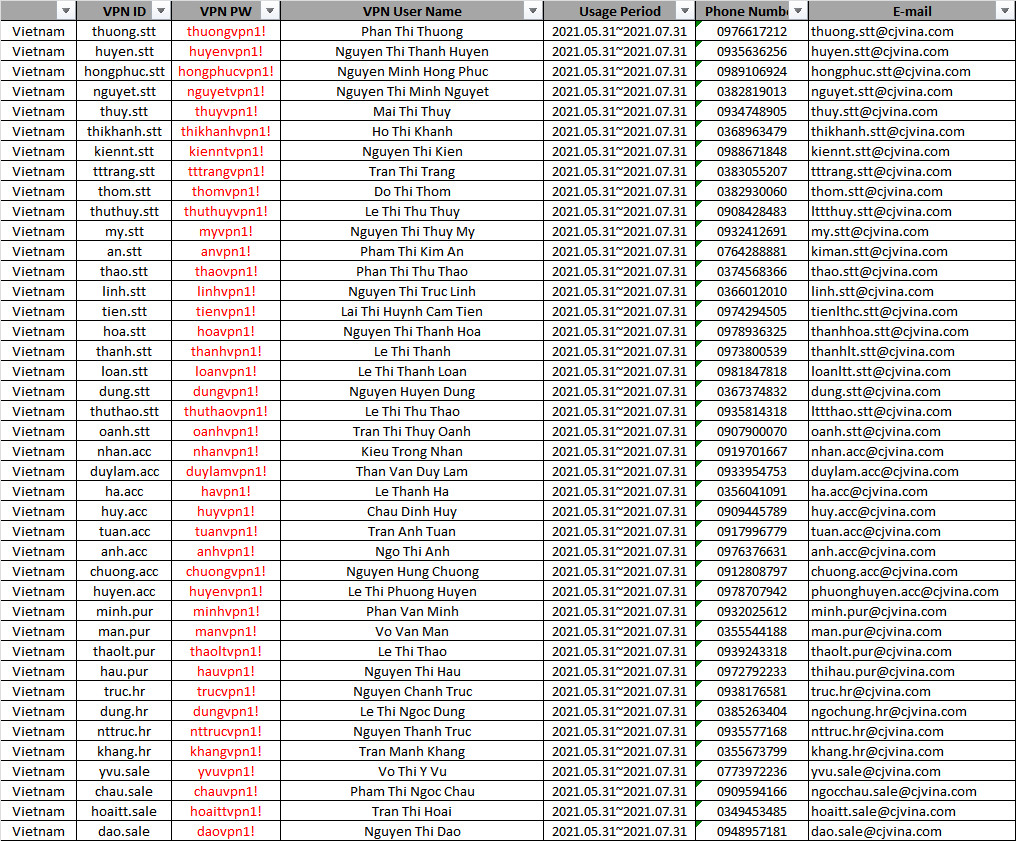 VPN ID VPN PW VPN User Name Usage Period Phone Numbe E-mail
Vietnam thuong.stt thuongvpn1! Phan Thi Thuong 2021.05.31~2021.07.31 0976617212 thuong.stt@cjvina.com
Vietnam huyen.stt huyenvpn1! Nguyen Thi Thanh Huyen 2021.05.31~2021.07.31 0935636256 huyen.stt@cjvina.com
Vietnam hongphuc.stt hongphucvpn1! Nguyen Minh Hong Phuc 2021.05.31~2021.07.31 0989106924 hongphuc.stt@cjvina.com
Vietnam nguyet.stt nguyetvpn1! Nguyen Thi Minh Nguyet 2021.05.31~2021.07.31 0382819013 nguyet.stt@cjvina.com
Vietnam thuy.stt thuyvpn1! Mai Thi Thuy 2021.05.31~2021.07.31 0934748905 thuy.stt@cjvina.com
Vietnam thikhanh.stt thikhanhvpn1! Ho Thi Khanh 2021.05.31~2021.07.31 0368963479 thikhanh.stt@cjvina.com
Vietnam kiennt.stt kienntvpn1! Nguyen Thi Kien 2021.05.31~2021.07.31 0988671848 kiennt.stt@cjvina.com
Vietnam tttrang.stt tttrangvpn1! Tran Thi Trang 2021.05.31~2021.07.31 0383055207 tttrang.stt@cjvina.com
Vietnam thom.stt thomvpn1! Do Thi Thom 2021.05.31~2021.07.31 0382930060 thom.stt@cjvina.com
Vietnam thuthuy.stt thuthuyvpn1! Le Thi Thu Thuy 2021.05.31~2021.07.31 0908428483 lttthuy.stt@cjvina.com
Vietnam my.stt myvpn1! Nguyen Thi Thuy My 2021.05.31~2021.07.31 0932412691 my.stt@cjvina.com
Vietnam an.stt anvpn1! Pham Thi Kim An 2021.05.31~2021.07.31 0764288881 kiman.stt@cjvina.com
Vietnam thao.stt thaovpn1! Phan Thi Thu Thao 2021.05.31~2021.07.31 0374568366 thao.stt@cjvina.com
Vietnam linh.stt linhvpn1! Nguyen Thi Truc Linh 2021.05.31~2021.07.31 0366012010 linh.stt@cjvina.com
Vietnam tien.stt tienvpn1! Lai Thi Huynh Cam Tien 2021.05.31~2021.07.31 0974294505 tienlthc.stt@cjvina.com
Vietnam hoa.stt hoavpn1! Nguyen Thi Thanh Hoa 2021.05.31~2021.07.31 0978936325 thanhhoa.stt@cjvina.com
Vietnam thanh.stt thanhvpn1! Le Thi Thanh 2021.05.31~2021.07.31 0973800539 thanhlt.stt@cjvina.com
Vietnam loan.stt loanvpn1! Le Thi Thanh Loan 2021.05.31~2021.07.31 0981847818 loanltt.stt@cjvina.com
Vietnam dung.stt dungvpn1! Nguyen Huyen Dung 2021.05.31~2021.07.31 0367374832 dung.stt@cjvina.com
Vietnam thuthao.stt thuthaovpn1! Le Thi Thu Thao 2021.05.31~2021.07.31 0935814318 lttthao.stt@cjvina.com
Vietnam oanh.stt oanhvpn1! Tran Thi Thuy Oanh 2021.05.31~2021.07.31 0907900070 oanh.stt@cjvina.com
Vietnam nhan.acc nhanvpn1! Kieu Trong Nhan 2021.05.31~2021.07.31 0919701667 nhan.acc@cjvina.com
Vietnam duylam.acc duylamvpn1! Than Van Duy Lam 2021.05.31~2021.07.31 0933954753 duylam.acc@cjvina.com
Vietnam ha.acc havpn1! Le Thanh Ha 2021.05.31~2021.07.31 0356041091 ha.acc@cjvina.com
Vietnam huy.acc huyvpn1! Chau Dinh Huy 2021.05.31~2021.07.31 0909445789 huy.acc@cjvina.com
Vietnam tuan.acc tuanvpn1! Tran Anh Tuan 2021.05.31~2021.07.31 0917996779 tuan.acc@cjvina.com
Vietnam anh.acc anhvpn1! Ngo Thi Anh 2021.05.31~2021.07.31 0976376631 anh.acc@cjvina.com
Vietnam chuong.acc chuongvpn1! Nguyen Hung Chuong 2021.05.31~2021.07.31 0912808797 chuong.acc@cjvina.com
Vietnam huyen.acc huyenvpn1! Le Thi Phuong Huyen 2021.05.31~2021.07.31 0978707942 phuonghuyen.acc@cjvina.com
Vietnam minh.pur minhvpn1! Phan Van Minh 2021.05.31~2021.07.31 0932025612 minh.pur@cjvina.com
Vietnam man.pur manvpn1! Vo Van Man 2021.05.31~2021.07.31 0355544188 man.pur@cjvina.com
Vietnam thaolt.pur thaoltvpn1! Le Thi Thao 2021.05.31~2021.07.31 0939243318 thaolt.pur@cjvina.com
Vietnam hau.pur hauvpn1! Nguyen Thi Hau 2021.05.31~2021.07.31 0972792233 thihau.pur@cjvina.com
Vietnam truc.hr trucvpn1! Nguyen Chanh Truc 2021.05.31~2021.07.31 0938176581 truc.hr@cjvina.com
Vietnam dung.hr dungvpn1! Le Thi Ngoc Dung 2021.05.31~2021.07.31 0385263404 ngochung.hr@cjvina.com
Vietnam nttruc.hr nttrucvpn1! Nguyen Thanh Truc 2021.05.31~2021.07.31 0935577168 nttruc.hr@cjvina.com
Vietnam khang.hr khangvpn1! Tran Manh Khang 2021.05.31~2021.07.31 0355673799 khang.hr@cjvina.com
Vietnam yvu.sale yvuvpn1! Vo Thi Y Vu 2021.05.31~2021.07.31 0773972236 yvu.sale@cjvina.com
Vietnam chau.sale chauvpn1! Pham Thi Ngoc Chau 2021.05.31~2021.07.31 0909594166 ngocchau.sale@cjvina.com
Vietnam hoaitt.sale hoaittvpn1! Tran Thi Hoai 2021.05.31~2021.07.31 0349453485 hoaitt.sale@cjvina.com
Vietnam dao.sale daovpn1! Nguyen Thi Dao 2021.05.31~2021.07.31 0948957181 dao.sale@cjvina.com